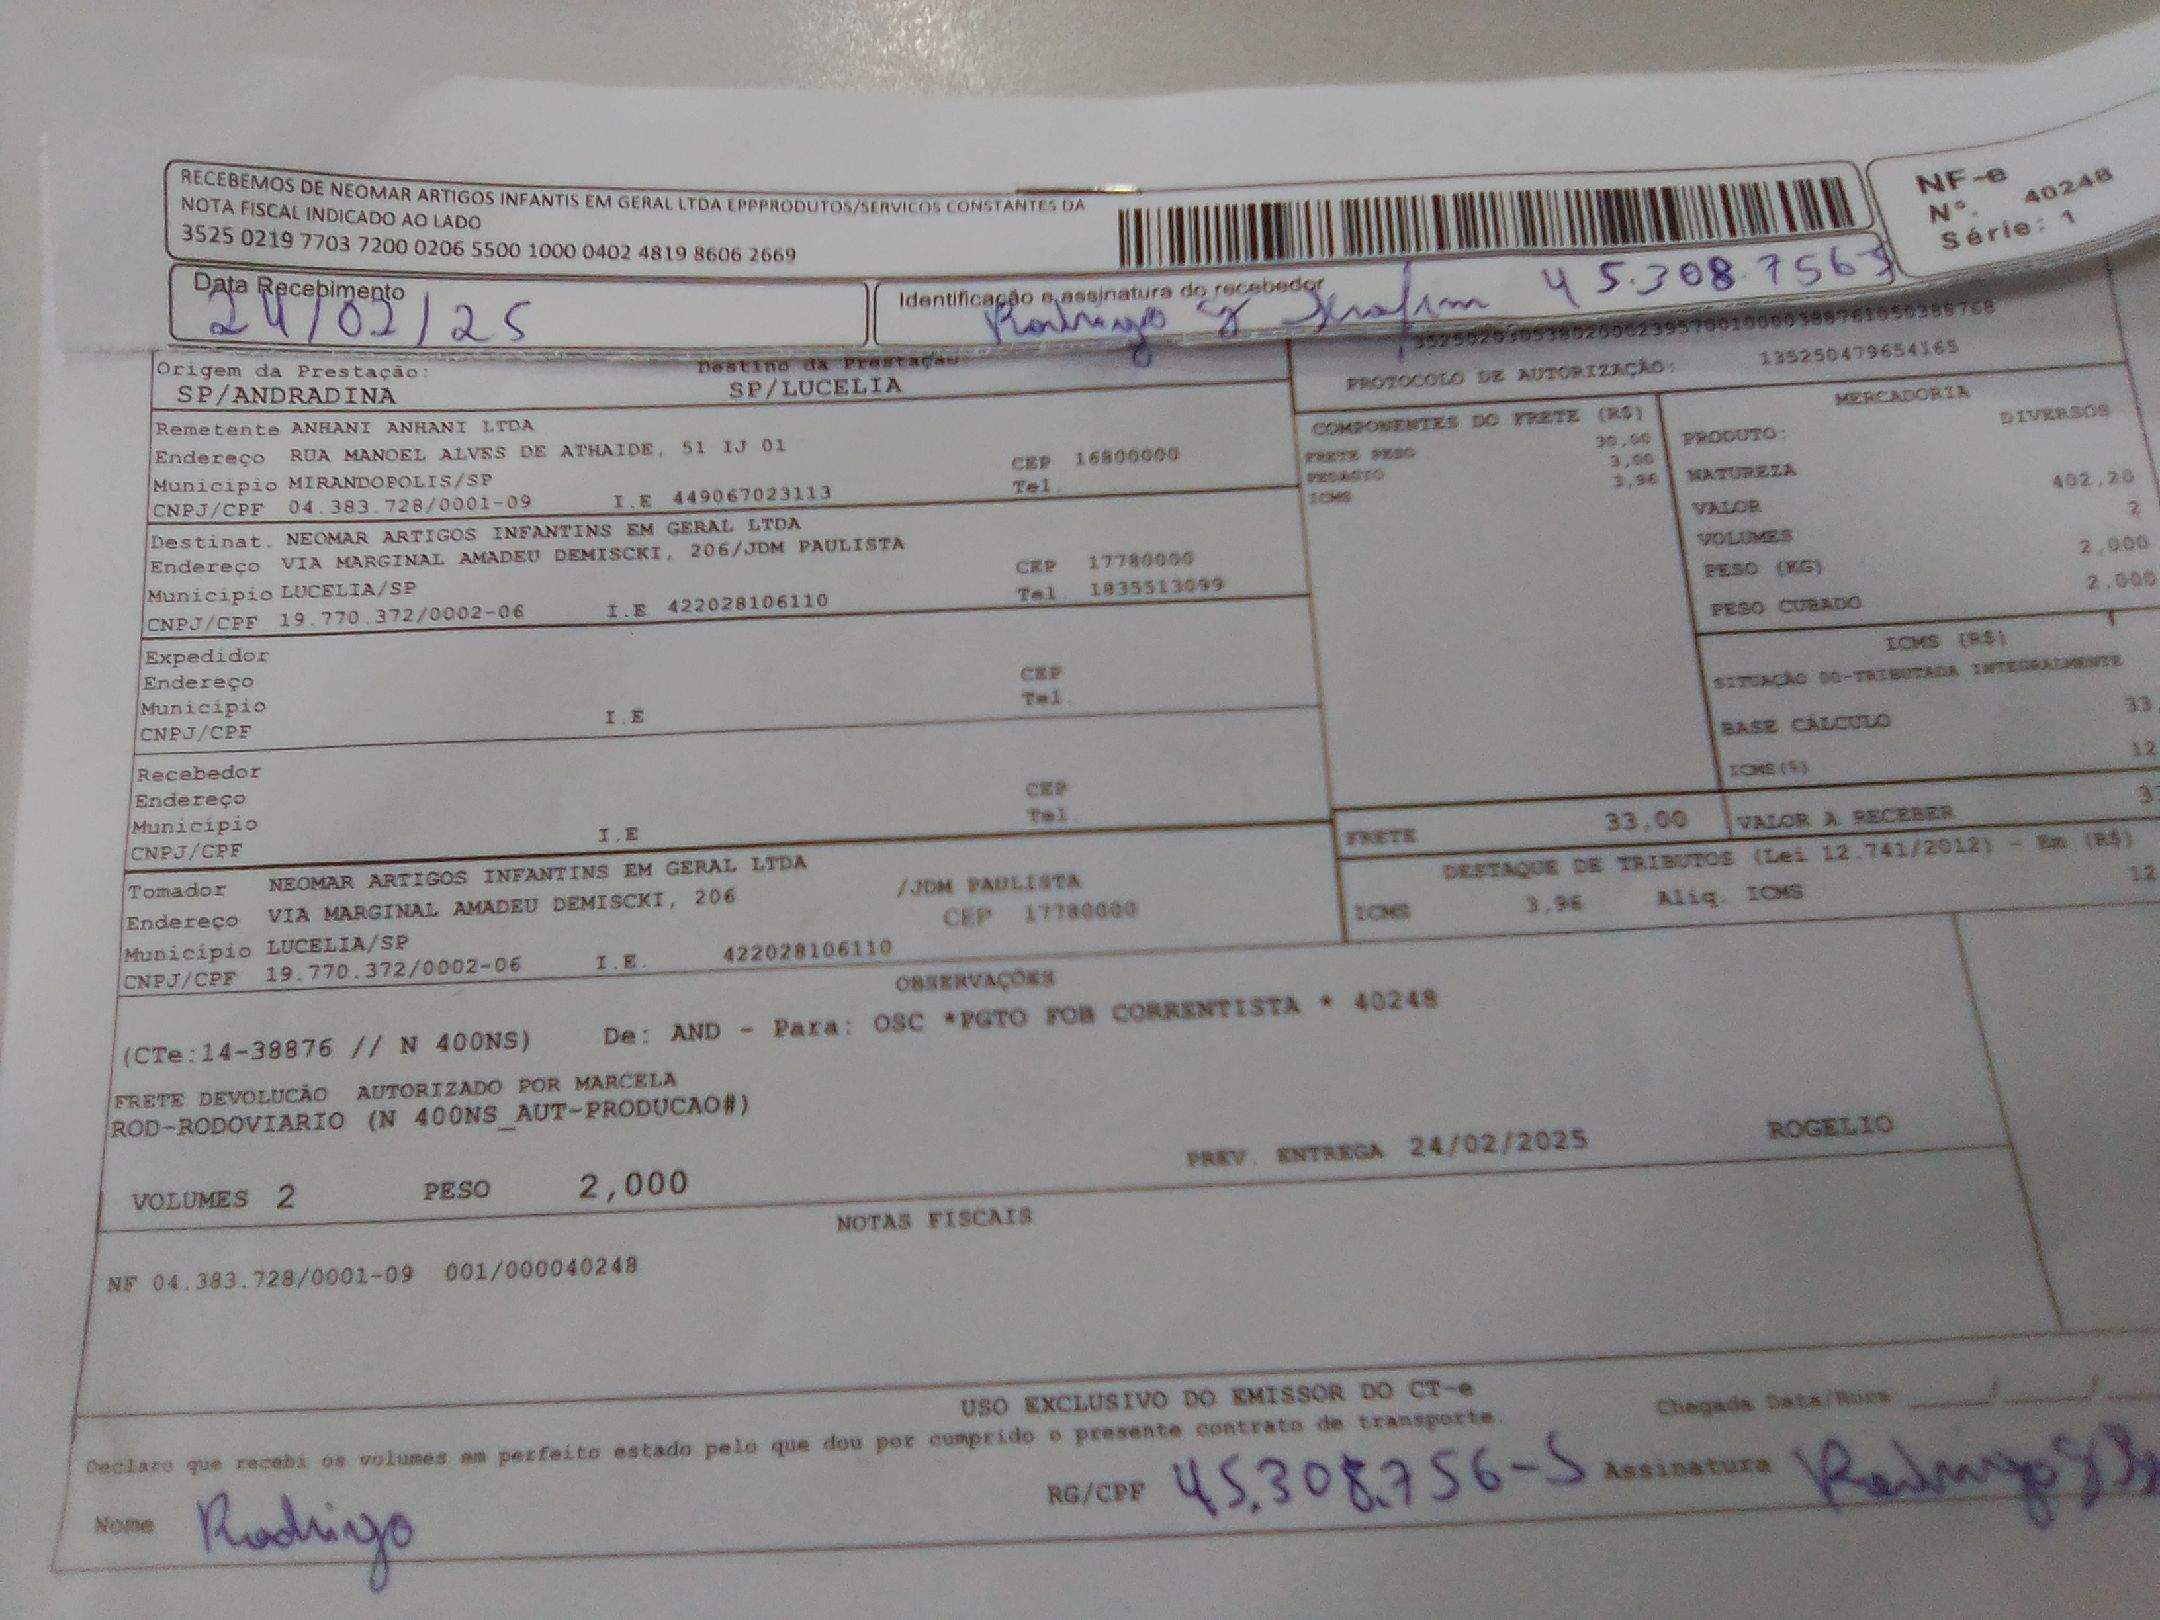 RECEBEMOS DE NEOMAR ARTIGOS INFANTIS EM GERAL LTDA EPPPRODUTOS/SERVICOS CONSTANTES DA
NOTA FISCAL INDICADO AO LADO
3525 0219 7703 7200 0206 5500 1000 0402 4819 8606 2669
NF-e
Nº. 40248
Série: 1
Data Recebimento
24/02/25
Identificação e assinatura do recebedor
Rodrigo Serafim 45.308.756
Origem da Prestação: Destino da Prestação
SP/ANDRADINA SP/LUCELIA
PROTOCOLO DE AUTORIZAÇÃO: 135250479654165
Remetente ANHANI ANHANI LTDA
Endereço RUA MANOEL ALVES DE ATHAIDE, 51 IJ 01 CEP 16800000
Município MIRANDOPOLIS/SP Tel.
CNPJ/CPF 04.383.728/0001-09 I.E 449067023113
Destinat. NEOMAR ARTIGOS INFANTINS EM GERAL LTDA
Endereço VIA MARGINAL AMADEU DEMISCKI, 206/JDM PAULISTA CEP 17780000
Município LUCELIA/SP Tel. 1835513099
CNPJ/CPF 19.770.372/0002-06 I.E 422028106110
Expedidor
Endereço CEP
Município Tel.
CNPJ/CPF I.E
Recebedor
Endereço CEP
Município Tel.
CNPJ/CPF I.E
Tomador NEOMAR ARTIGOS INFANTINS EM GERAL LTDA
Endereço VIA MARGINAL AMADEU DEMISCKI, 206 /JDM PAULISTA
Município LUCELIA/SP CEP 17780000
CNPJ/CPF 19.770.372/0002-06 I.E. 422028106110
COMPONENTES DO FRETE (R$)
FRETE PESO 30,00
PEDAGIO 3,00
ICMS 3,96
MERCADORIA
PRODUTO: DIVERSOS
NATUREZA
VALOR 402,20
VOLUMES 2
PESO (KG) 2,000
PESO CUBADO 2,000
ICMS (R$)
SITUAÇÃO 00-TRIBUTADA INTEGRALMENTE
BASE CÁLCULO 33,
ICMS(%) 12
FRETE 33,00 VALOR A RECEBER
DESTAQUE DE TRIBUTOS (Lei 12.741/2012) - Em (R$)
ICMS 3,96 Aliq. ICMS 12
OBSERVAÇÕES
(CTe:14-38876 // N 400NS) De: AND - Para: OSC *PGTO FOB CORRENTISTA * 40248
FRETE DEVOLUCÃO AUTORIZADO POR MARCELA
ROD-RODOVIARIO (N 400NS_AUT-PRODUCAO#)
PREV. ENTREGA 24/02/2025 ROGELIO
VOLUMES 2 PESO 2,000
NOTAS FISCAIS
NF 04.383.728/0001-09 001/000040248
USO EXCLUSIVO DO EMISSOR DO CT-e
Declaro que recebi os volumes em perfeito estado pelo que dou por cumprido o presente contrato de transporte. Chegada Data/Hora ____/____/
Nome Rodrigo RG/CPF 45.308.756-5 Assinatura Rodrigo